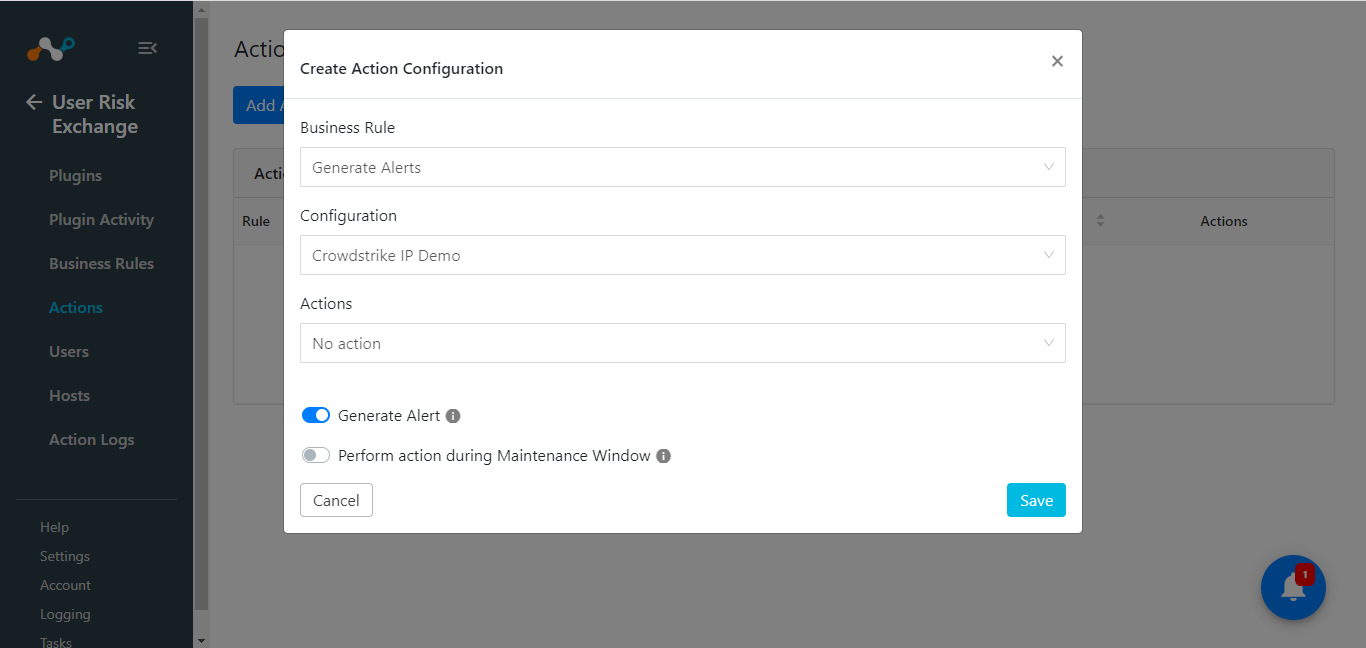 User Risk
Exchange
Plugins
Plugin Activity
Business Rules
Actions
Users
Hosts
Action Logs
Help
Settings
Account
Logging
Tasks
Add
Rule
Actions
Create Action Configuration
Business Rule
Generate Alerts
Configuration
Crowdstrike IP Demo
Actions
No action
Generate Alert
Perform action during Maintenance Window
Cancel
Save
1